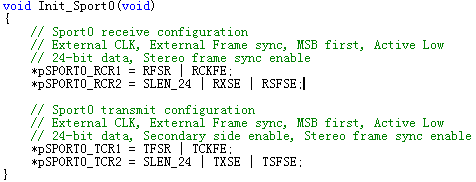 void Init_Sport0(void)
{
// Sport0 receive configuration
// External CLK, External Frame sync, MSB first, Active Low
// 24-bit data, Stereo frame sync enable
*pSPORT0_RCR1 = RFSR | RCKFE;
*pSPORT0_RCR2 = SLEN_24 | RXSE | RSFSE;
// Sport0 transmit configuration
// External CLK, External Frame sync, MSB first, Active Low
// 24-bit data, Secondary side enable, Stereo frame sync enable
*pSPORT0_TCR1 = TFSR | TCKFE;
*pSPORT0_TCR2 = SLEN_24 | TXSE | TSFSE;
}